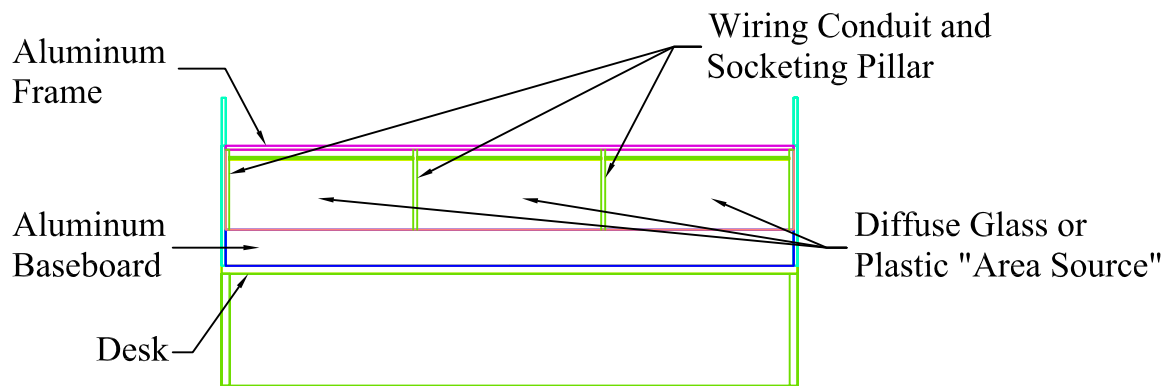 Aluminum
Frame
Wiring Conduit and
Socketing Pillar
Aluminum
Baseboard
Diffuse Glass or
Plastic "Area Source"
Desk